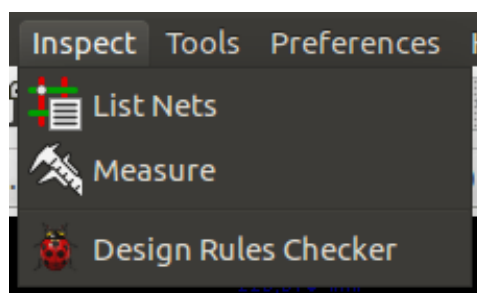 Inspect Tools Preferences
List Nets
Measure
Design Rules Checker